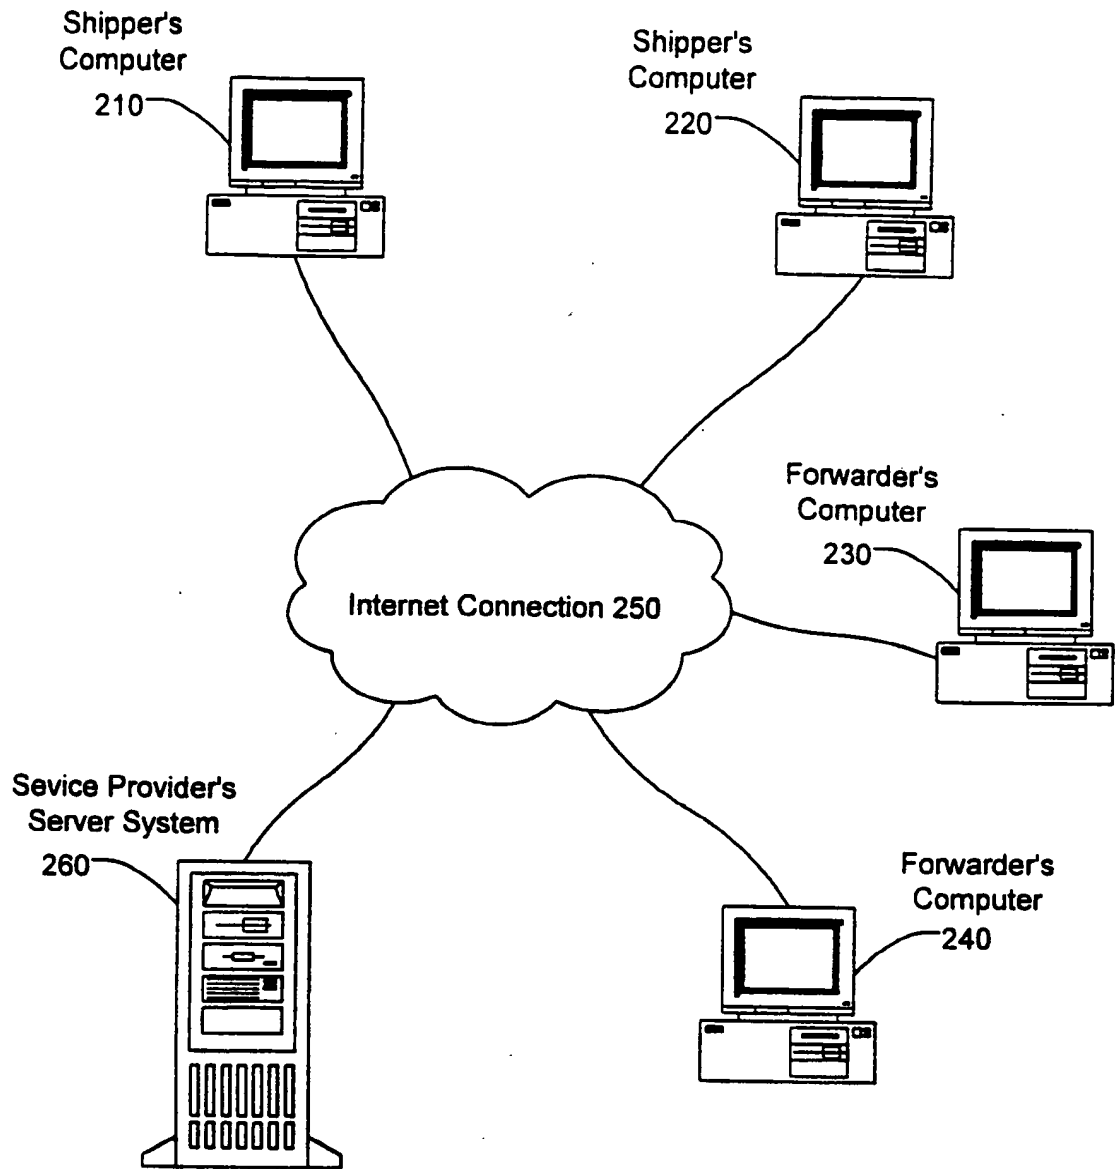 Shipper's
Computer
210
Shipper's
Computer
220
Forwarder's
Computer
230
Internet Connection 250
Sevice Provider's
Server System
260
Forwarder's
Computer
240